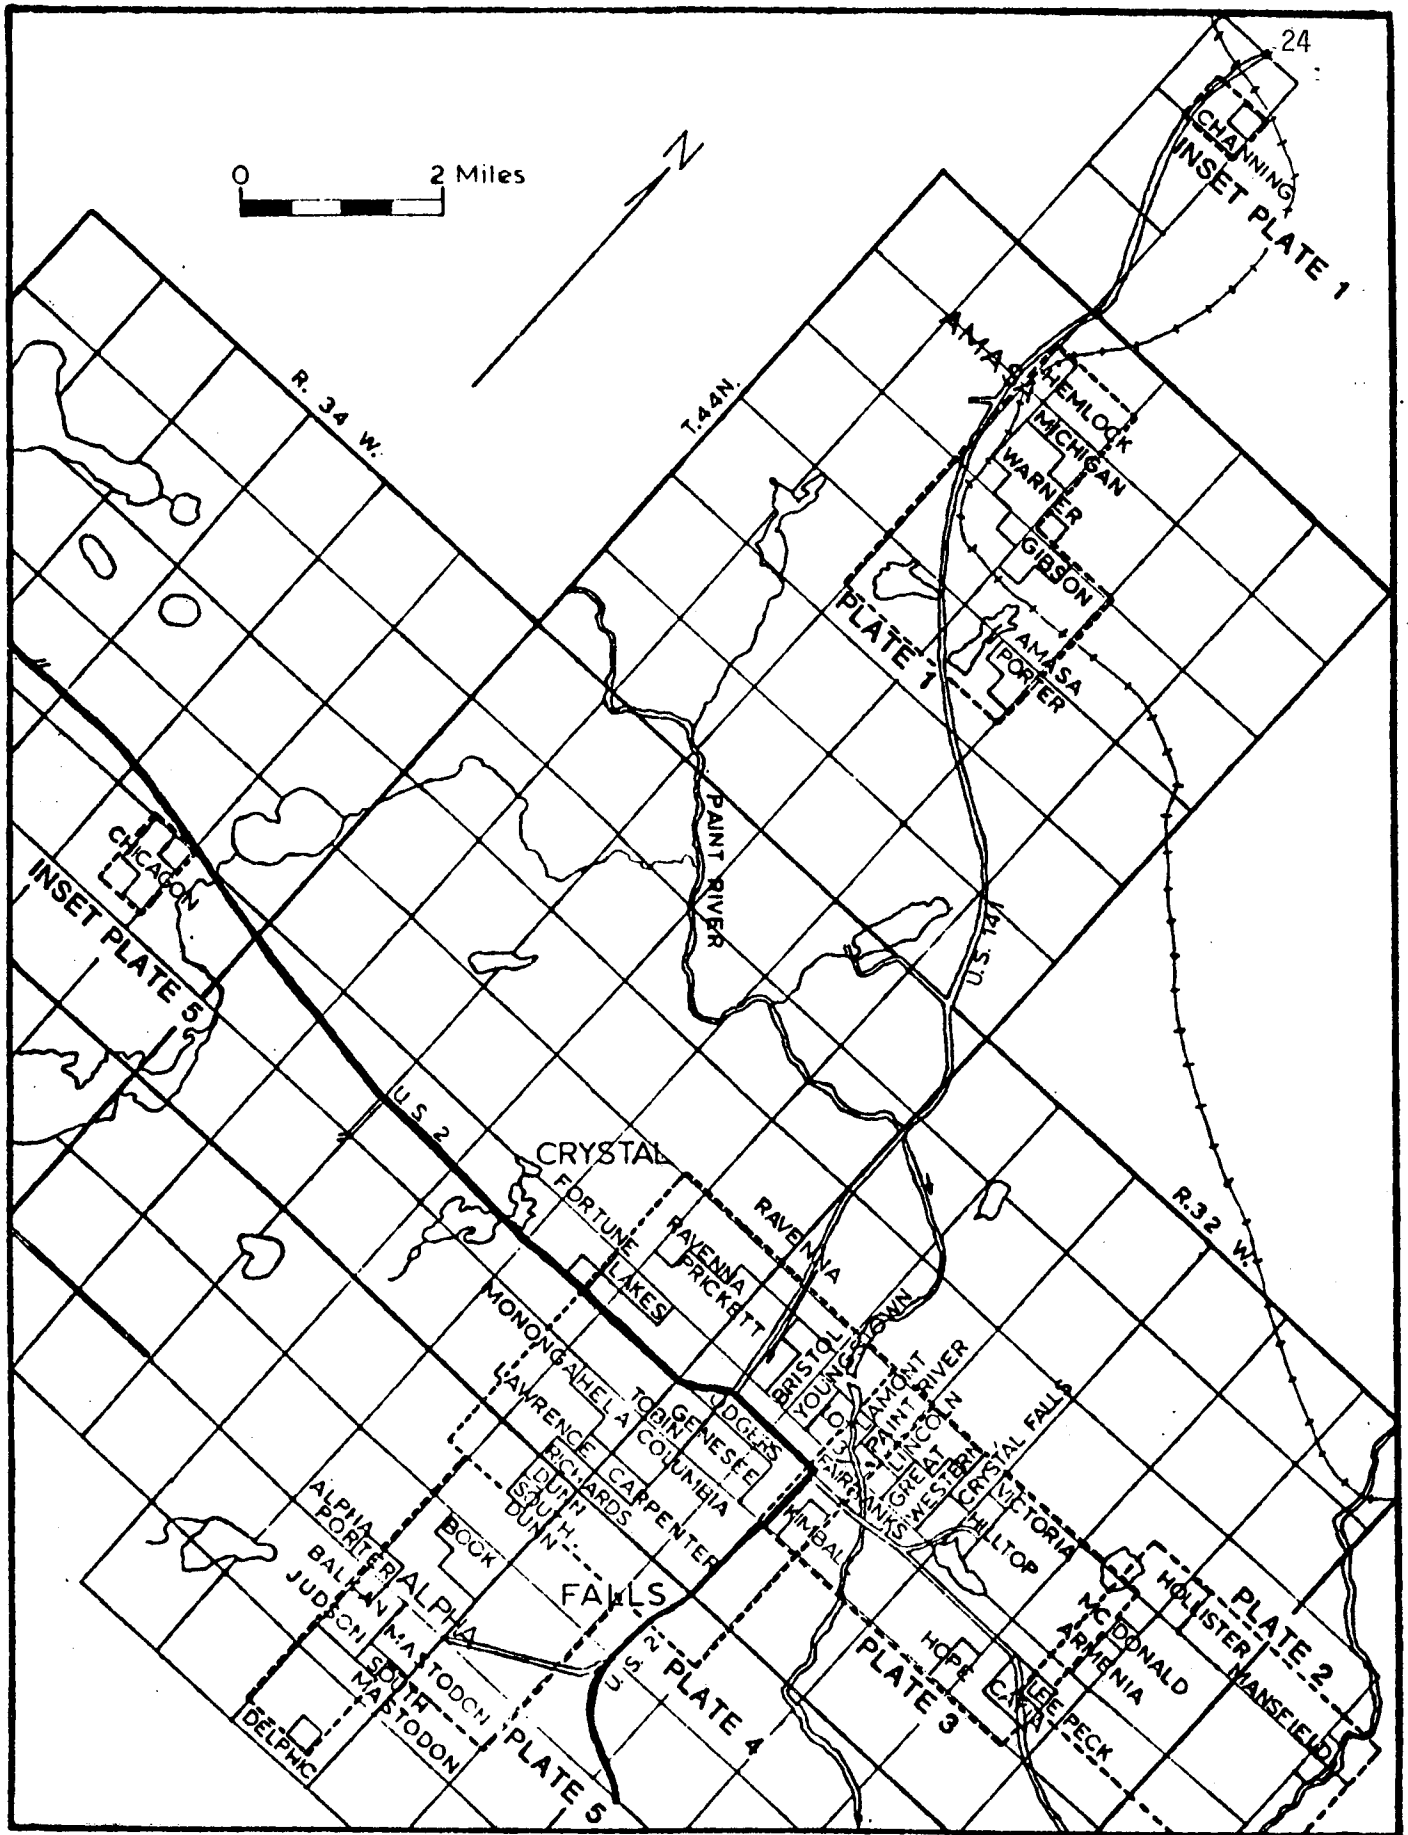 24
0 2 Miles
N
CHANNING
INSET PLATE 1
R. 34 W.
T.44N.
AMASA
HEMLOCK
MICHIGAN
WARNER
GIBSON
PLATE 1
AMASA
PORTER
PAINT RIVER
CHICAGON
INSET PLATE 5
U.S. 141
U.S. 2
CRYSTAL
FORTUNE
LAKES
RAVENNA
RAVENNA
PRICKETT
R.32 W.
MONONGAHELA
LAWRENCE
TOBIN
GENESEE
COLUMBIA
ODGERS
BRISTOL
YOUNGSTOWN
LAMONT
PAINT RIVER
LINCOLN
GREAT
WESTERN
CRYSTAL FALLS
FAIRBANKS
KIMBALL
VICTORIA
HILLTOP
RICHARDS
CARPENTER
DUNN
SOUTH
DUNN
BOOK
ALPHA
PORTER
BALKAN
JUDSON
ALPHA
MASTODON
SOUTH
MASTODON
DELPHIC
FALLS
U.S. 2
PLATE 4
PLATE 5
PLATE 3
HOPE
CAYIA
LEE PECK
MC DONALD
ARMENIA
HOLLISTER
PLATE 2
MANSFIELD